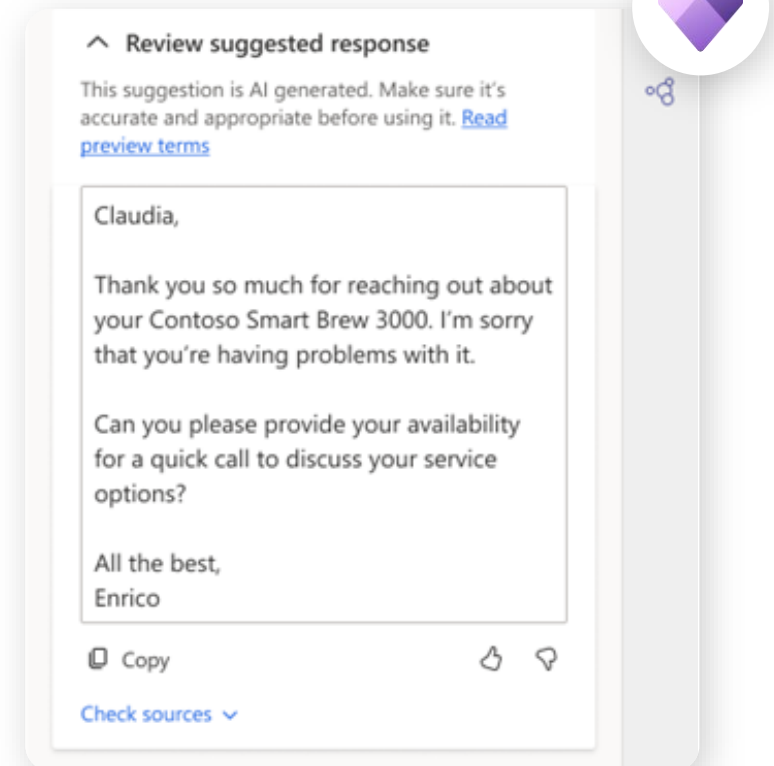 Review suggested response
This suggestion is AI generated. Make sure it's
accurate and appropriate before using it. Read
preview terms
Claudia,
Thank you so much for reaching out about
your Contoso Smart Brew 3000. I'm sorry
that you're having problems with it.
Can you please provide your availability
for a quick call to discuss your service
options?
All the best,
Enrico
Copy
Check sources